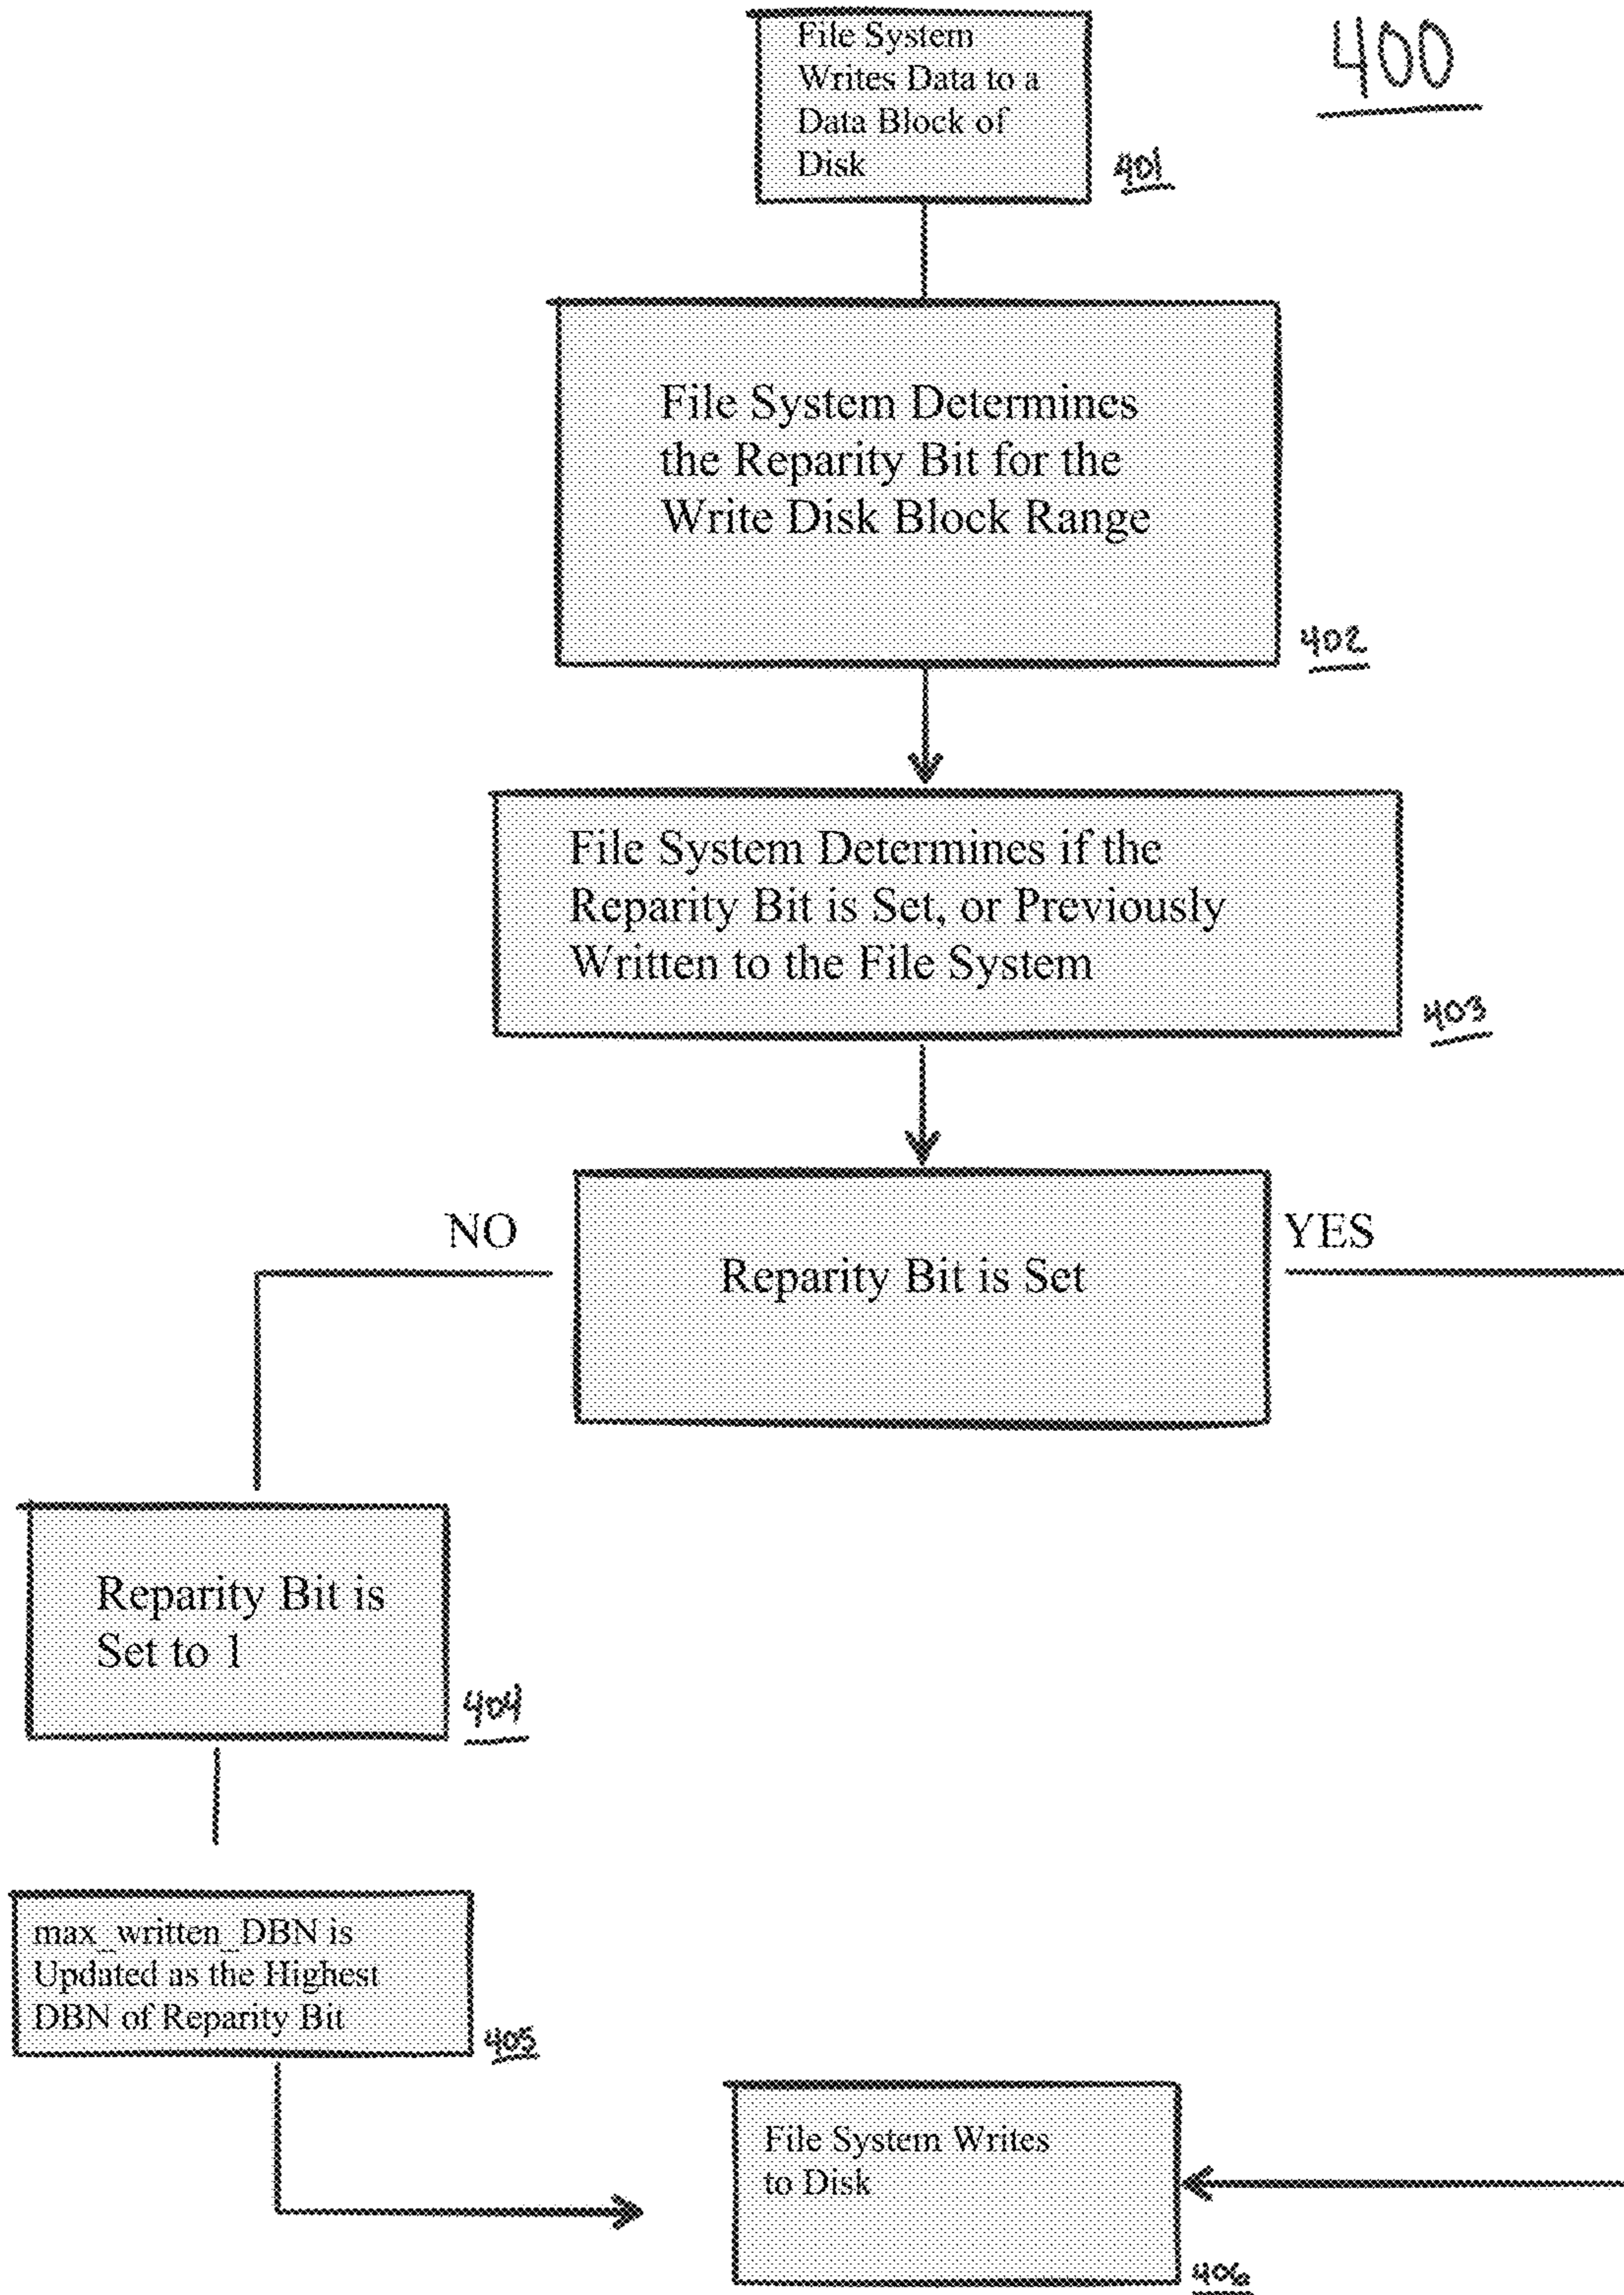 400
File System
Writes Data to a
Data Block of
Disk
401
File System Determines
the Reparity Bit for the
Write Disk Block Range
402
File System Determines if the
Reparity Bit is Set, or Previously
Written to the File System
403
NO
Reparity Bit is Set
YES
Reparity Bit is
Set to 1
404
max_written_DBN is
Updated as the Highest
DBN of Reparity Bit
405
File System Writes
to Disk
406